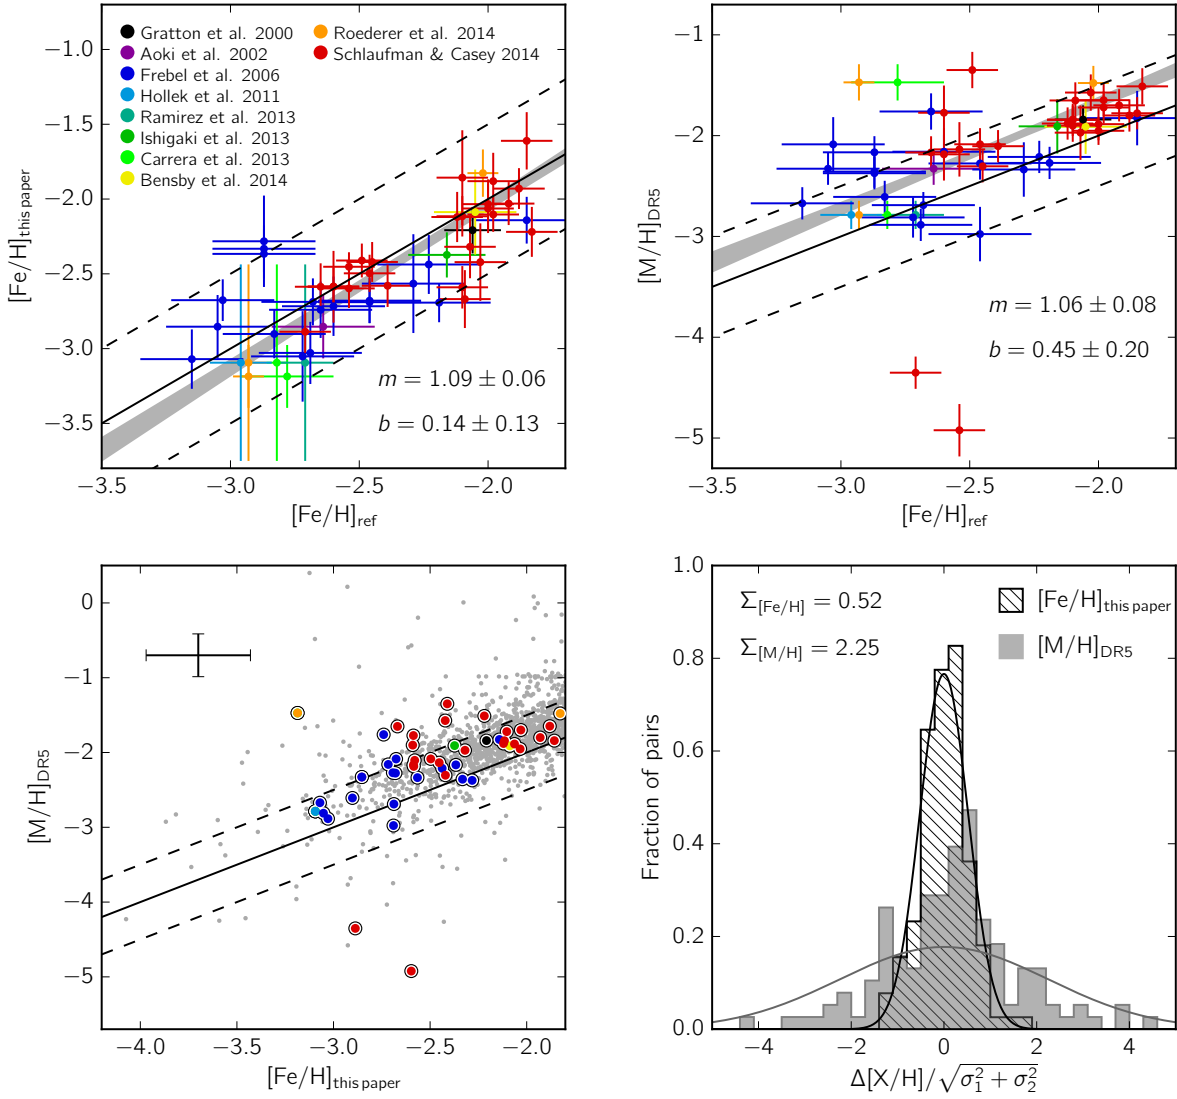 −1.0
−1.5
−2.0
−2.5
−3.0
−3.5
[Fe/H]this paper
Gratton et al. 2000
Aoki et al. 2002
Frebel et al. 2006
Hollek et al. 2011
Ramirez et al. 2013
Ishigaki et al. 2013
Carrera et al. 2013
Bensby et al. 2014
Roederer et al. 2014
Schlaufman & Casey 2014
m = 1.09 ± 0.06
b = 0.14 ± 0.13
−3.5 −3.0 −2.5 −2.0
[Fe/H]ref
−1
−2
−3
−4
−5
[M/H]DR5
m = 1.06 ± 0.08
b = 0.45 ± 0.20
−3.5 −3.0 −2.5 −2.0
[Fe/H]ref
0
−1
−2
−3
−4
−5
[M/H]DR5
−4.0 −3.5 −3.0 −2.5 −2.0
[Fe/H]this paper
1.0
0.8
0.6
0.4
0.2
0.0
Fraction of pairs
Σ[Fe/H] = 0.52
Σ[M/H] = 2.25
[Fe/H]this paper
[M/H]DR5
−4 −2 0 2 4
Δ[X/H]/√σ₁² + σ₂²